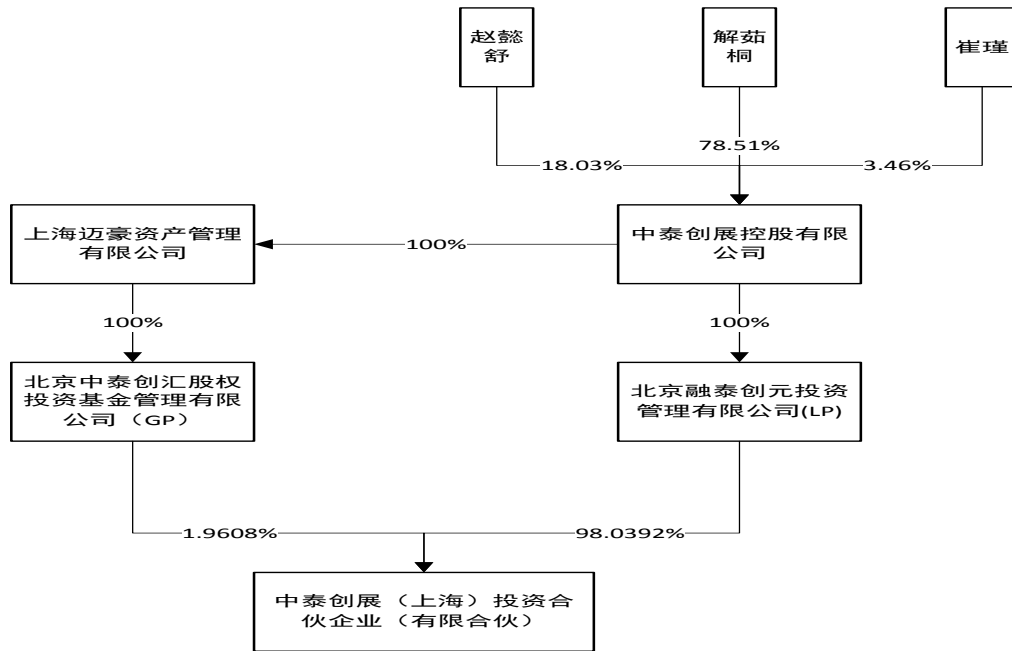 赵懿
舒
解茹
桐
崔瑾
78.51%
18.03%
3.46%
上海迈豪资产管理
有限公司
100%
中泰创展控股有限
公司
100%
100%
北京中泰创汇股权
投资基金管理有限
公司（GP）
北京融泰创元投资
管理有限公司(LP)
1.9608%
98.0392%
中泰创展（上海）投资合
伙企业（有限合伙）